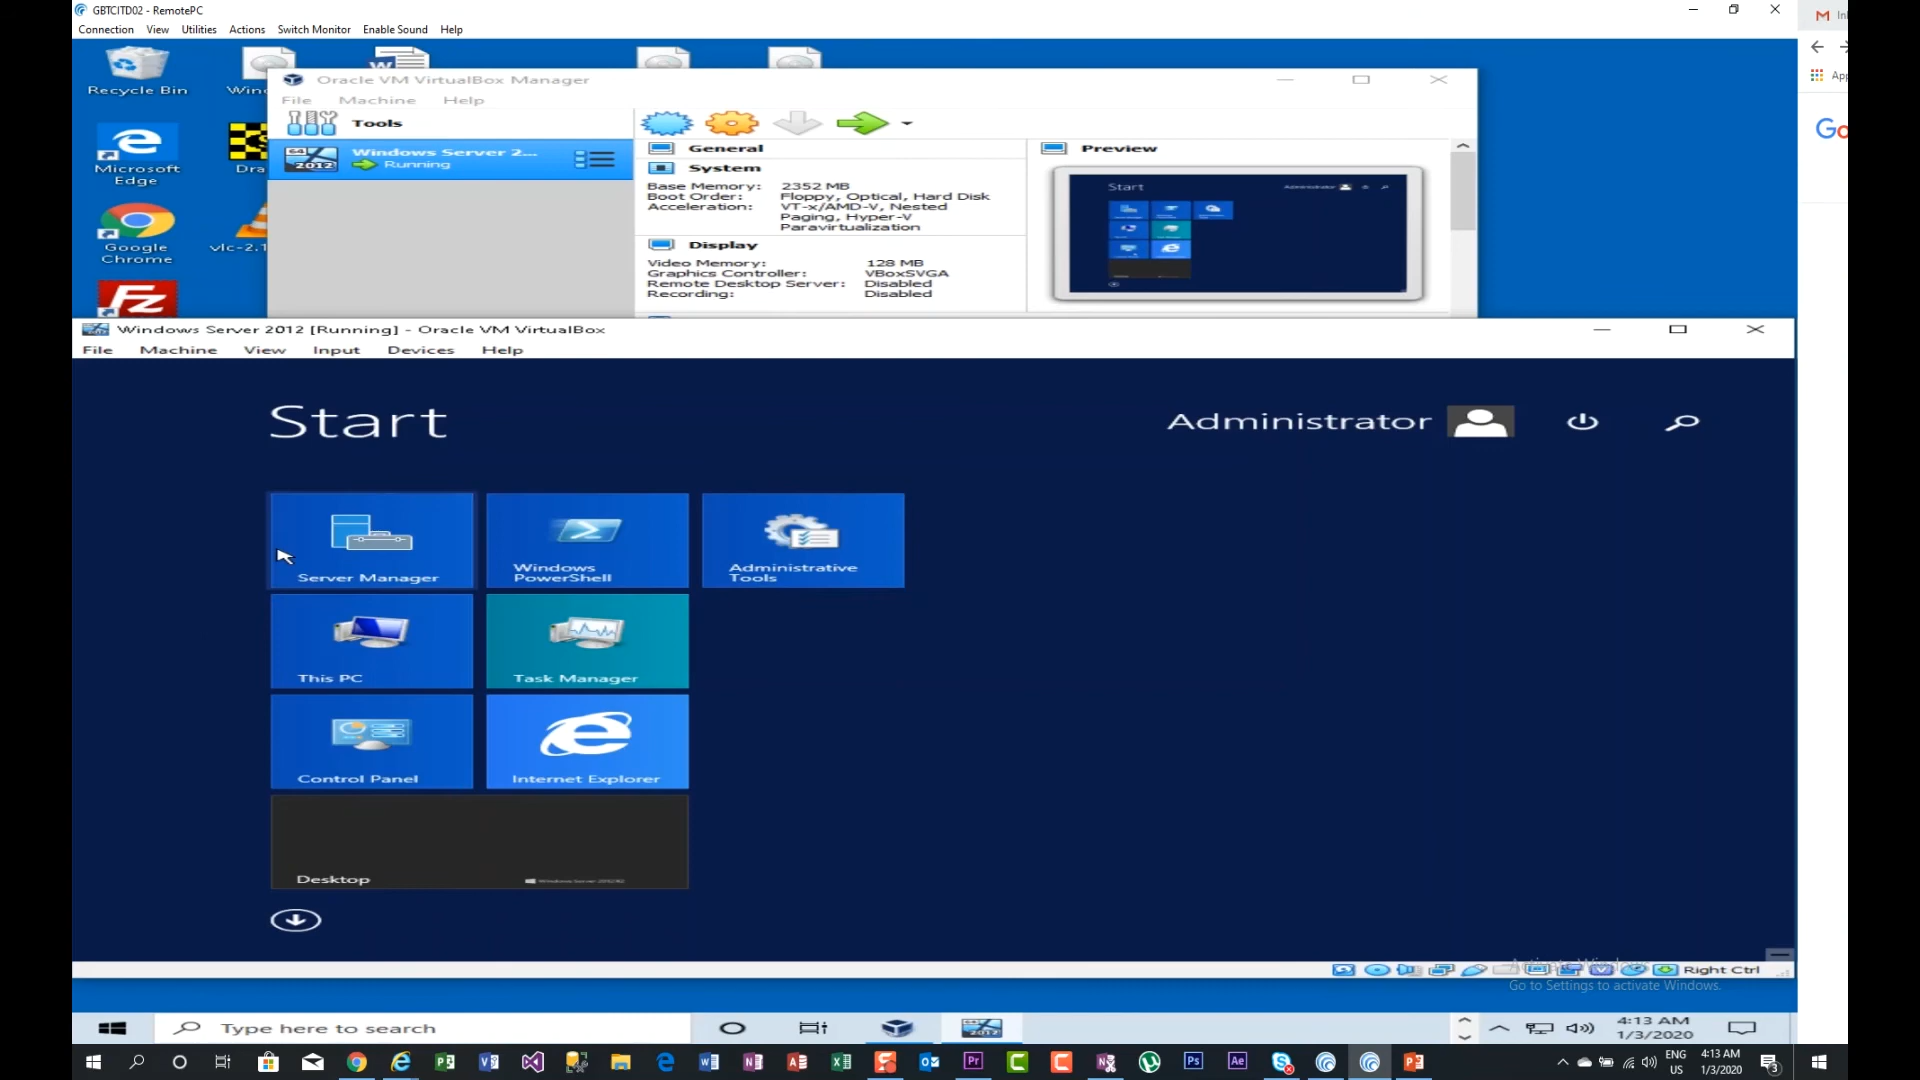 GBTCITD02 - RemotePC
Connection View Utilities Actions Switch Monitor Enable Sound Help
Recycle Bin
Microsoft
Edge
Google
Chrome
Oracle VM VirtualBox Manager
File Machine Help
Tools
Windows Server 2...
Running
64
2012
General
System
Base Memory: 2352 MB
Boot Order: Floppy, Optical, Hard Disk
Acceleration: VT-x/AMD-V, Nested
Paging, Hyper-V
Paravirtualization
Display
Video Memory: 128 MB
Graphics Controller: VBoxSVGA
Remote Desktop Server: Disabled
Recording: Disabled
Preview
Start
Administrator
Windows Server 2012 [Running] - Oracle VM VirtualBox
File Machine View Input Devices Help
Start
Administrator
Server Manager
Windows
PowerShell
Administrative
Tools
This PC
Task Manager
Control Panel
Internet Explorer
Desktop
Right Ctrl
Activate Windows
Go to Settings to activate Windows.
Type here to search
4:13 AM
1/3/2020
ENG
US
4:13 AM
1/3/2020
3